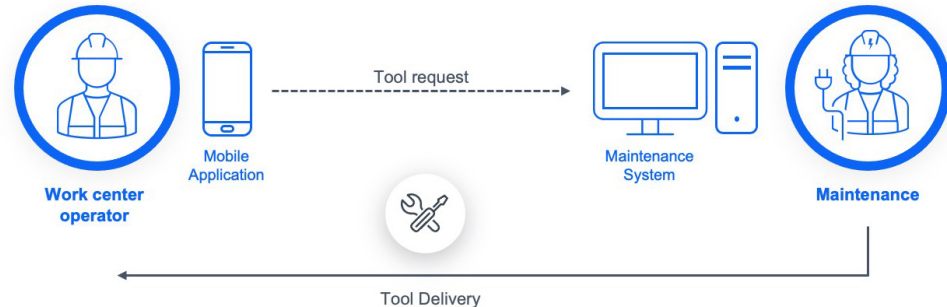 Tool request
Mobile
Application
Maintenance
System
Work center
operator
Maintenance
Tool Delivery